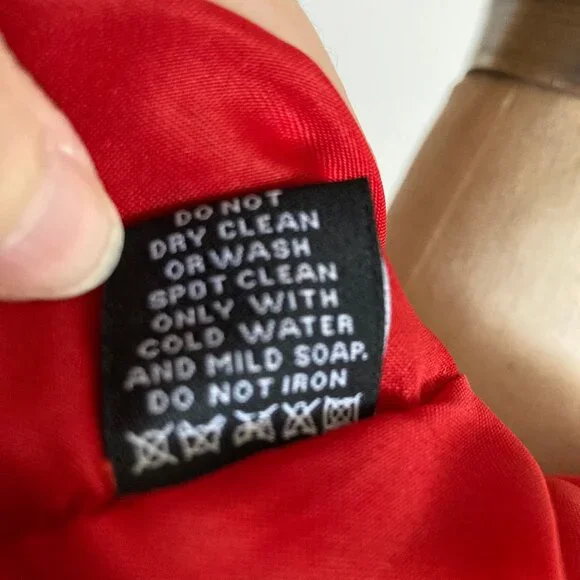 DO NOT
DRY CLEAN
OR WASH
SPOT CLEAN
ONLY WITH
COLD WATER
AND MILD SOAP.
DO NOT IRON